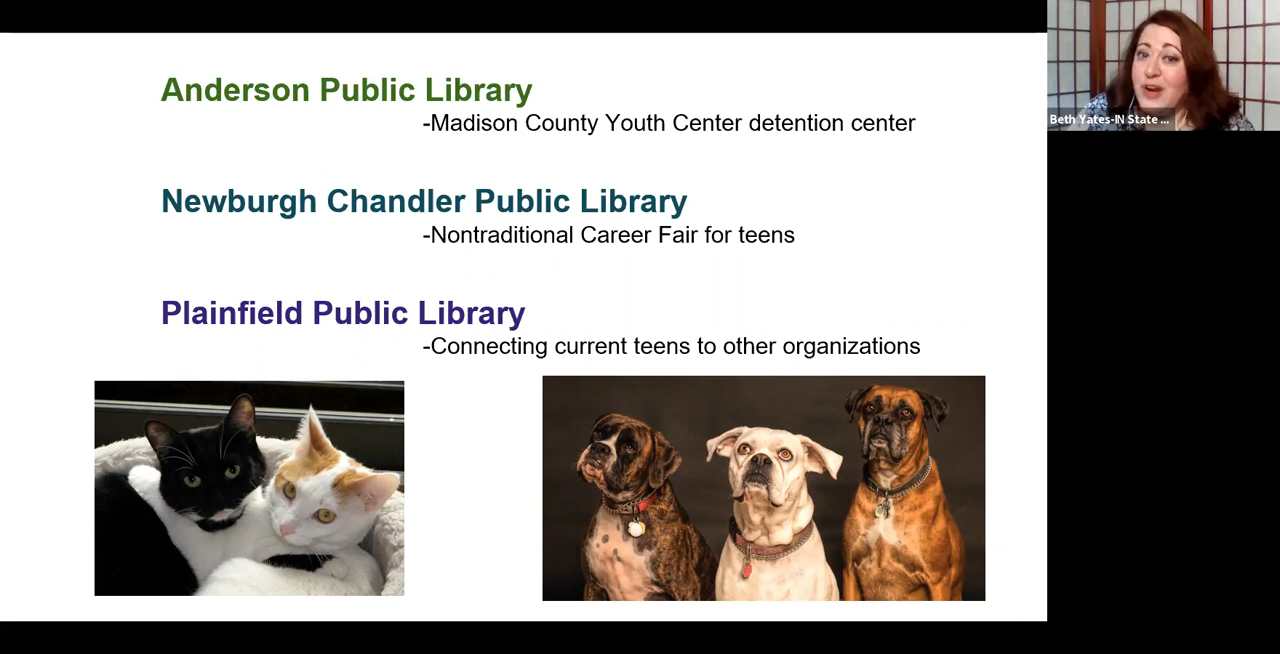 Anderson Public Library
-Madison County Youth Center detention center
Newburgh Chandler Public Library
-Nontraditional Career Fair for teens
Plainfield Public Library
-Connecting current teens to other organizations
Beth Yates-IN State ...